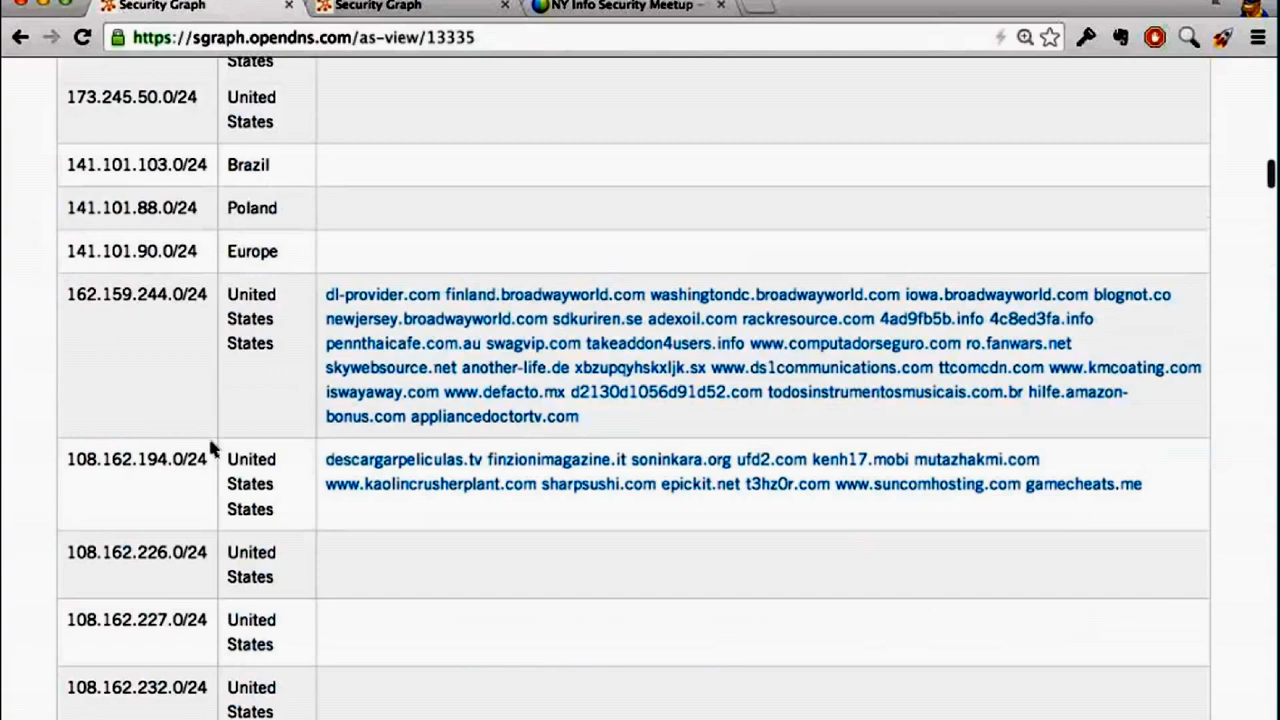 Security Graph × Security Graph × NY Info Security Meetup ×
https://sgraph.opendns.com/as-view/13335
States
173.245.50.0/24 United
States
141.101.103.0/24 Brazil
141.101.88.0/24 Poland
141.101.90.0/24 Europe
162.159.244.0/24 United dl-provider.com finland.broadwayworld.com washingtondc.broadwayworld.com iowa.broadwayworld.com blognot.co
States newjersey.broadwayworld.com sdkuriren.se adexoil.com rackresource.com 4ad9fb5b.info 4c8ed3fa.info
States pennthaicafe.com.au swagvip.com takeaddon4users.info www.computadorseguro.com ro.fanwars.net
skywebsource.net another-life.de xbzupqyhskxljk.sx www.ds1communications.com ttcomcdn.com www.kmcoating.com
iswayaway.com www.defacto.mx d2130d1056d91d52.com todosinstrumentosmusicais.com.br hilfe.amazon-
bonus.com appliancedoctortv.com
108.162.194.0/24 United descargarpeliculas.tv finzionimagazine.it soninkara.org ufd2.com kenh17.mobi mutazhakmi.com
States www.kaolincrusherplant.com sharpsushi.com epickit.net t3hz0r.com www.suncomhosting.com gamecheats.me
States
108.162.226.0/24 United
States
108.162.227.0/24 United
States
108.162.232.0/24 United
States